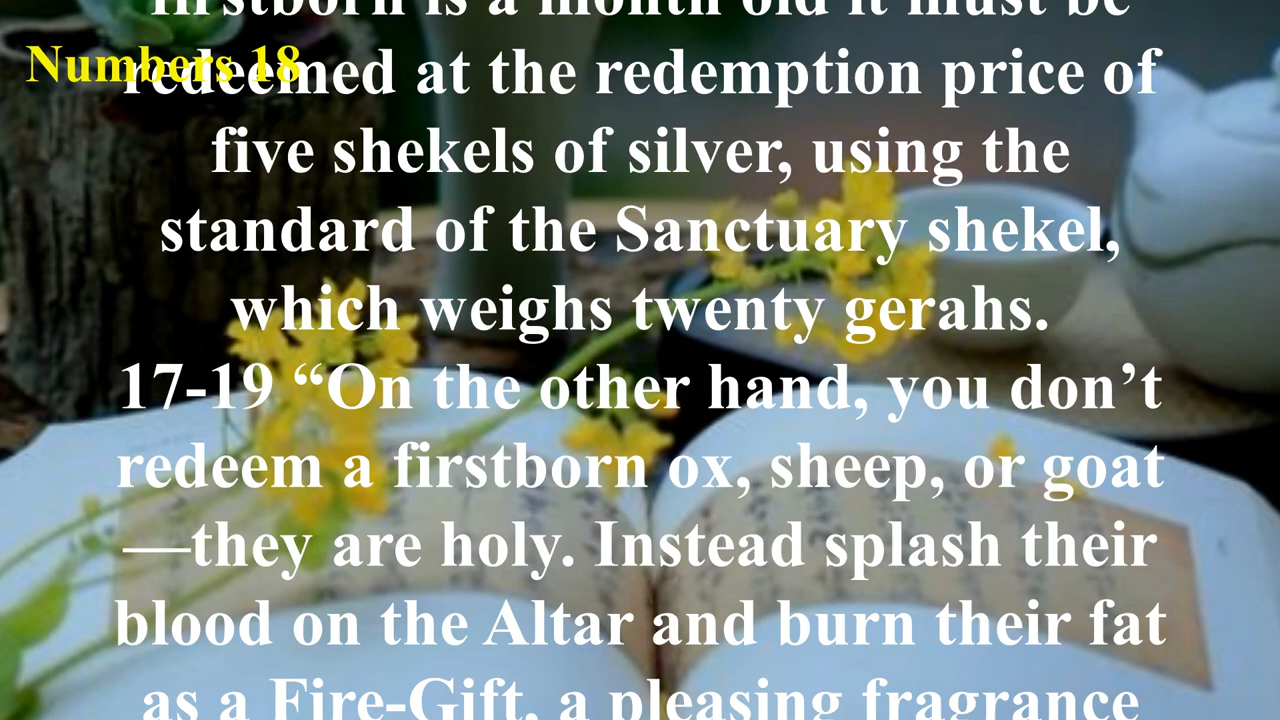 firstborn is a month old it must be
Numbers 18
redeemed at the redemption price of
five shekels of silver, using the
standard of the Sanctuary shekel,
which weighs twenty gerahs.
17-19 “On the other hand, you don’t
redeem a firstborn ox, sheep, or goat
—they are holy. Instead splash their
blood on the Altar and burn their fat
as a Fire-Gift, a pleasing fragrance